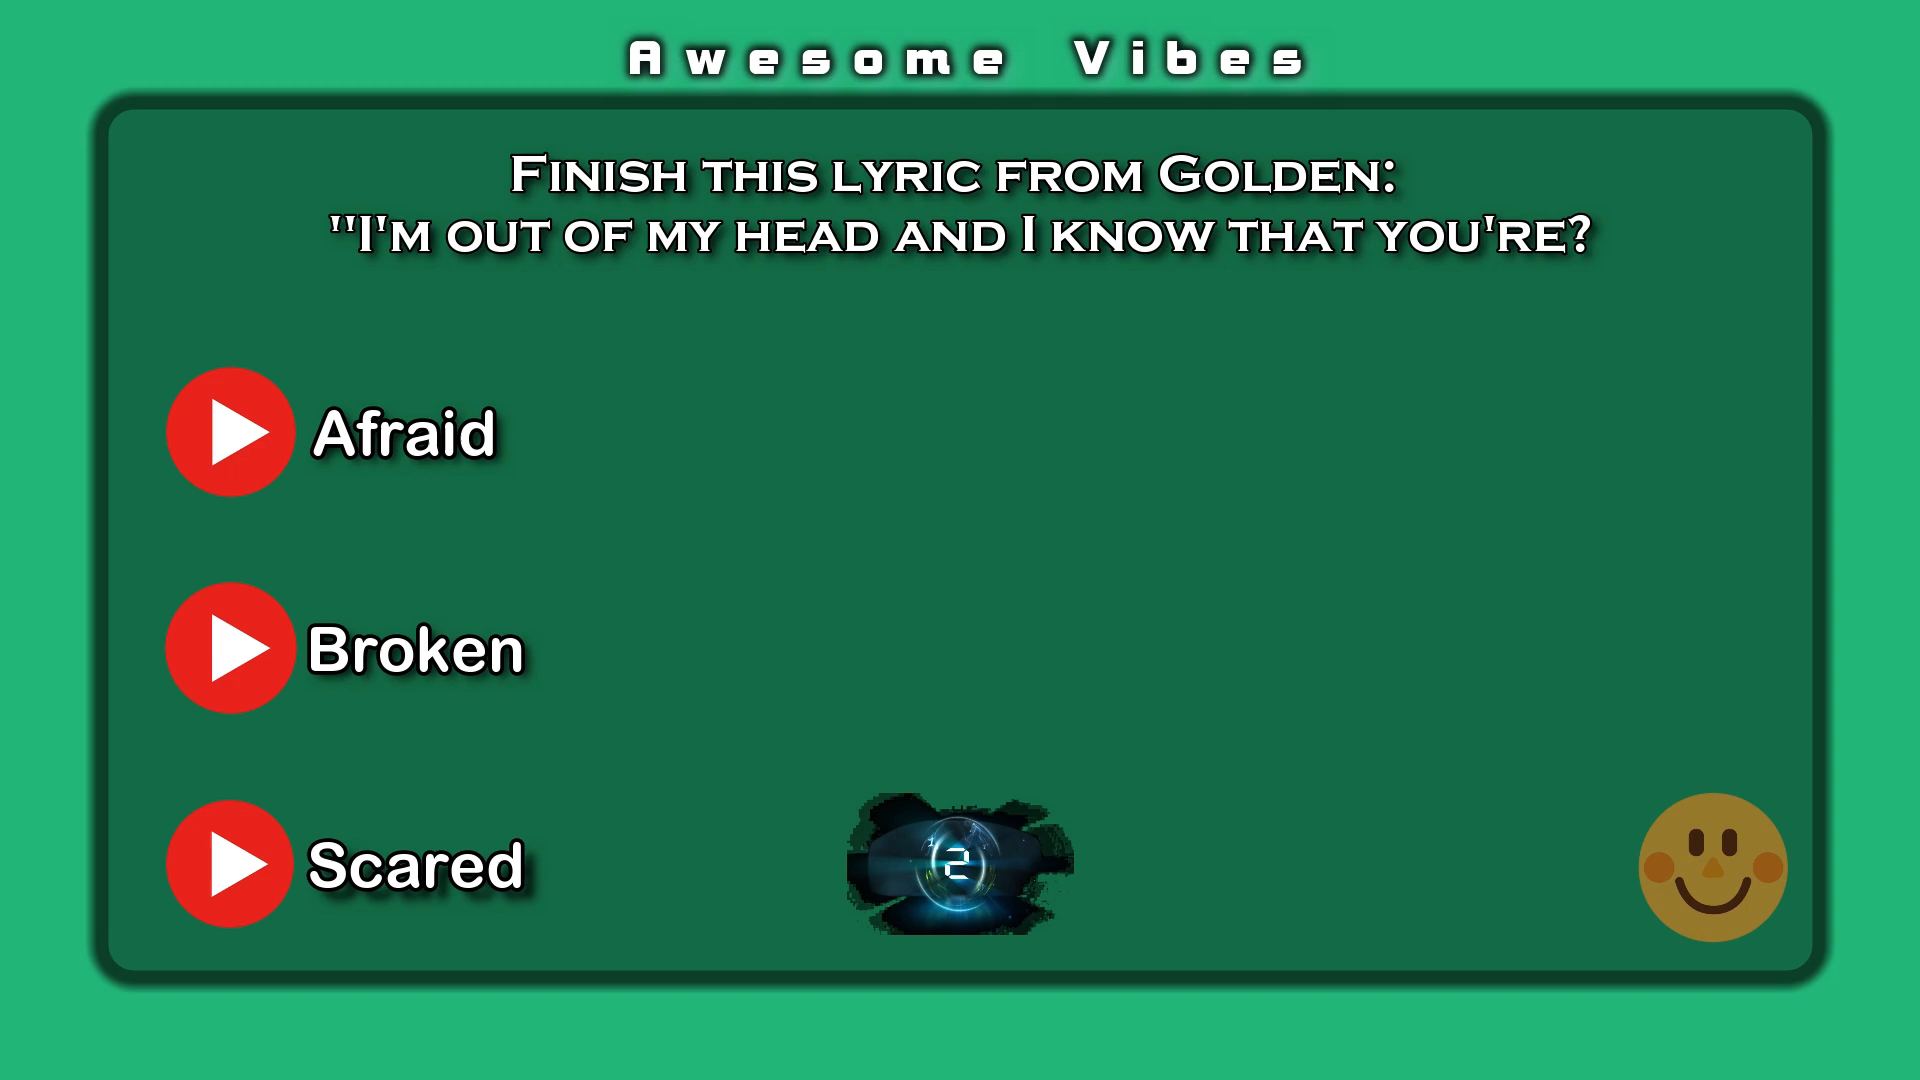 Awesome Vibes
Finish this lyric from Golden:
"I'm out of my head and I know that you're?
Afraid
Broken
Scared
2